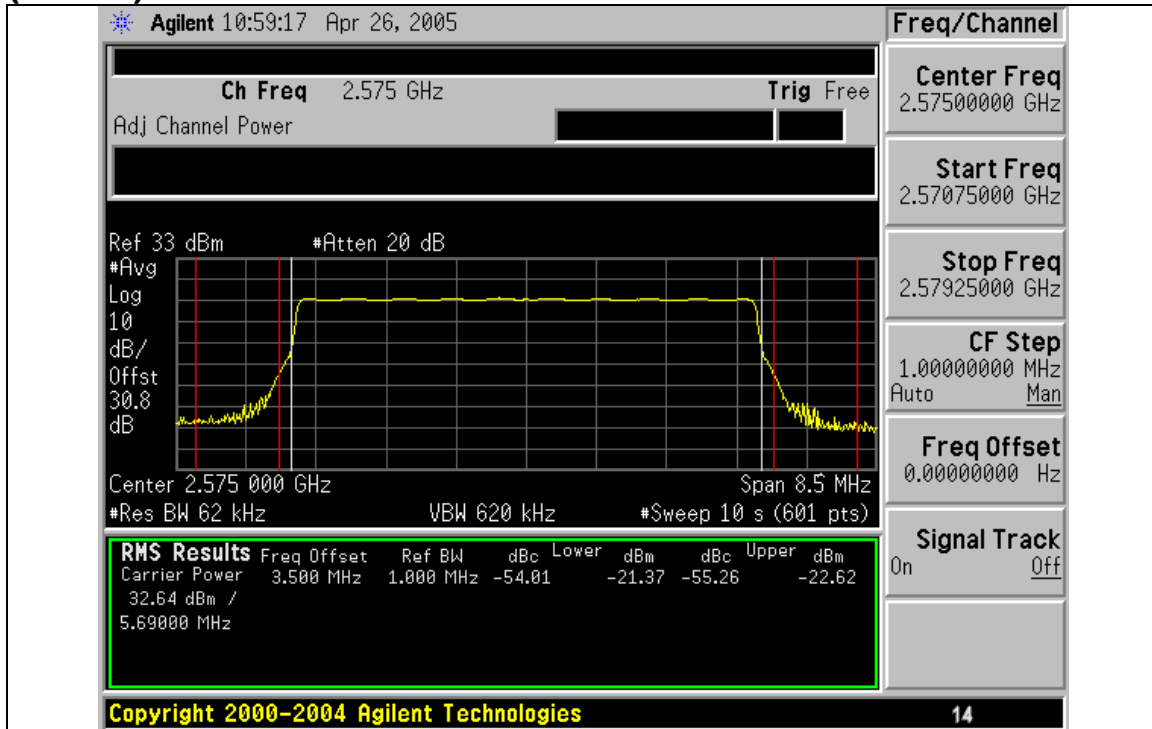 Agilent 10:59:17 Apr 26, 2005
Freq/Channel
Ch Freq 2.575 GHz Trig Free
Adj Channel Power
Center Freq
2.57500000 GHz
Start Freq
2.57075000 GHz
Stop Freq
2.57925000 GHz
CF Step
1.00000000 MHz
Auto Man
Freq Offset
0.00000000 Hz
Signal Track
On Off
Ref 33 dBm #Atten 20 dB
#Avg
Log
10
dB/
Offst
30.8
dB
Center 2.575 000 GHz Span 8.5 MHz
#Res BW 62 kHz VBW 620 kHz #Sweep 10 s (601 pts)
RMS Results Freq Offset Ref BW dBc Lower dBm dBc Upper dBm
Carrier Power 3.500 MHz 1.000 MHz -54.01 -21.37 -55.26 -22.62
32.64 dBm /
5.69000 MHz
Copyright 2000-2004 Agilent Technologies
14